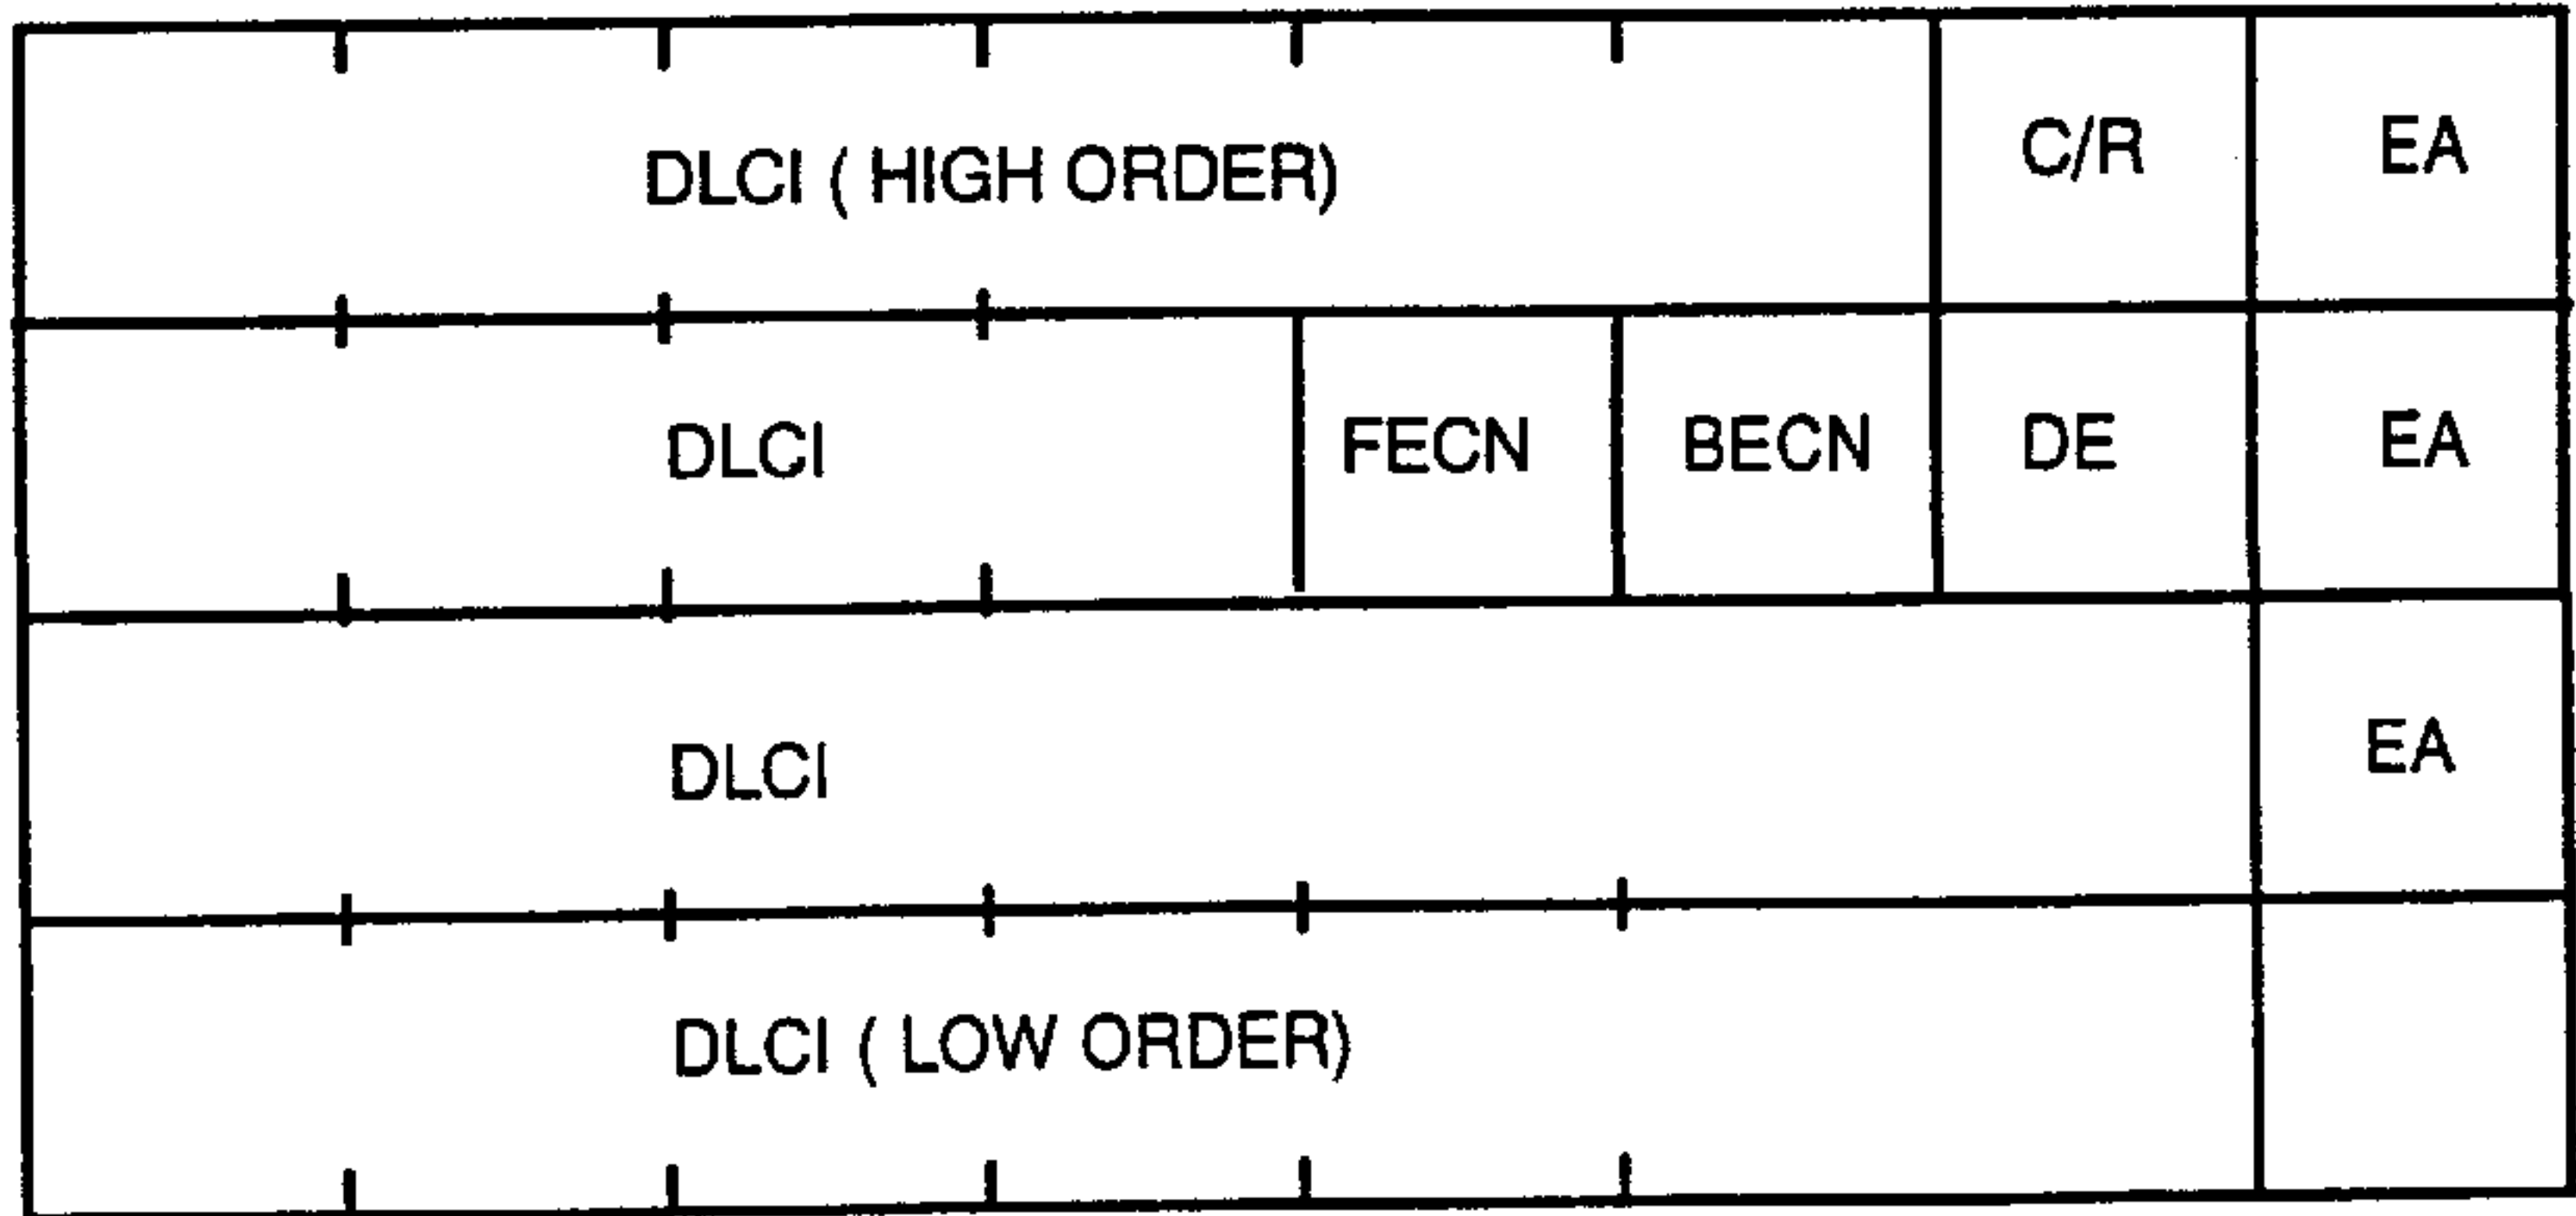 DLCI ( HIGH ORDER) C/R EA
DLCI FECN BECN DE EA
DLCI EA
DLCI ( LOW ORDER)